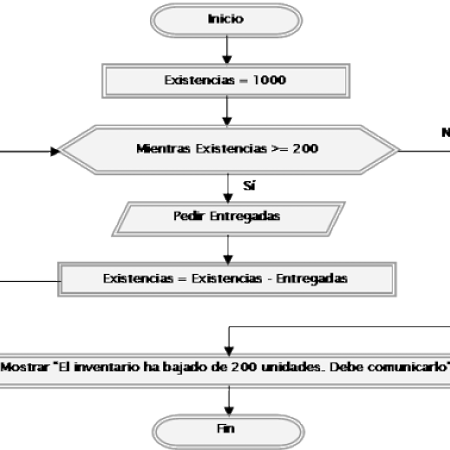 Inicio
Existencias = 1000
Mientras Existencias >= 200
N
Sí
Pedir Entregadas
Existencias = Existencias - Entregadas
Mostrar "El inventario ha bajado de 200 unidades. Debe comunicarlo"
Fin